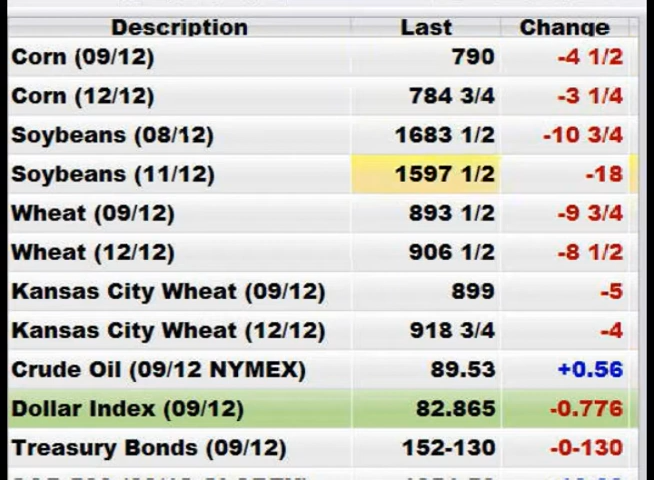 Description Last Change
Corn (09/12) 790 -4 1/2
Corn (12/12) 784 3/4 -3 1/4
Soybeans (08/12) 1683 1/2 -10 3/4
Soybeans (11/12) 1597 1/2 -18
Wheat (09/12) 893 1/2 -9 3/4
Wheat (12/12) 906 1/2 -8 1/2
Kansas City Wheat (09/12) 899 -5
Kansas City Wheat (12/12) 918 3/4 -4
Crude Oil (09/12 NYMEX) 89.53 +0.56
Dollar Index (09/12) 82.865 -0.776
Treasury Bonds (09/12) 152-130 -0-130